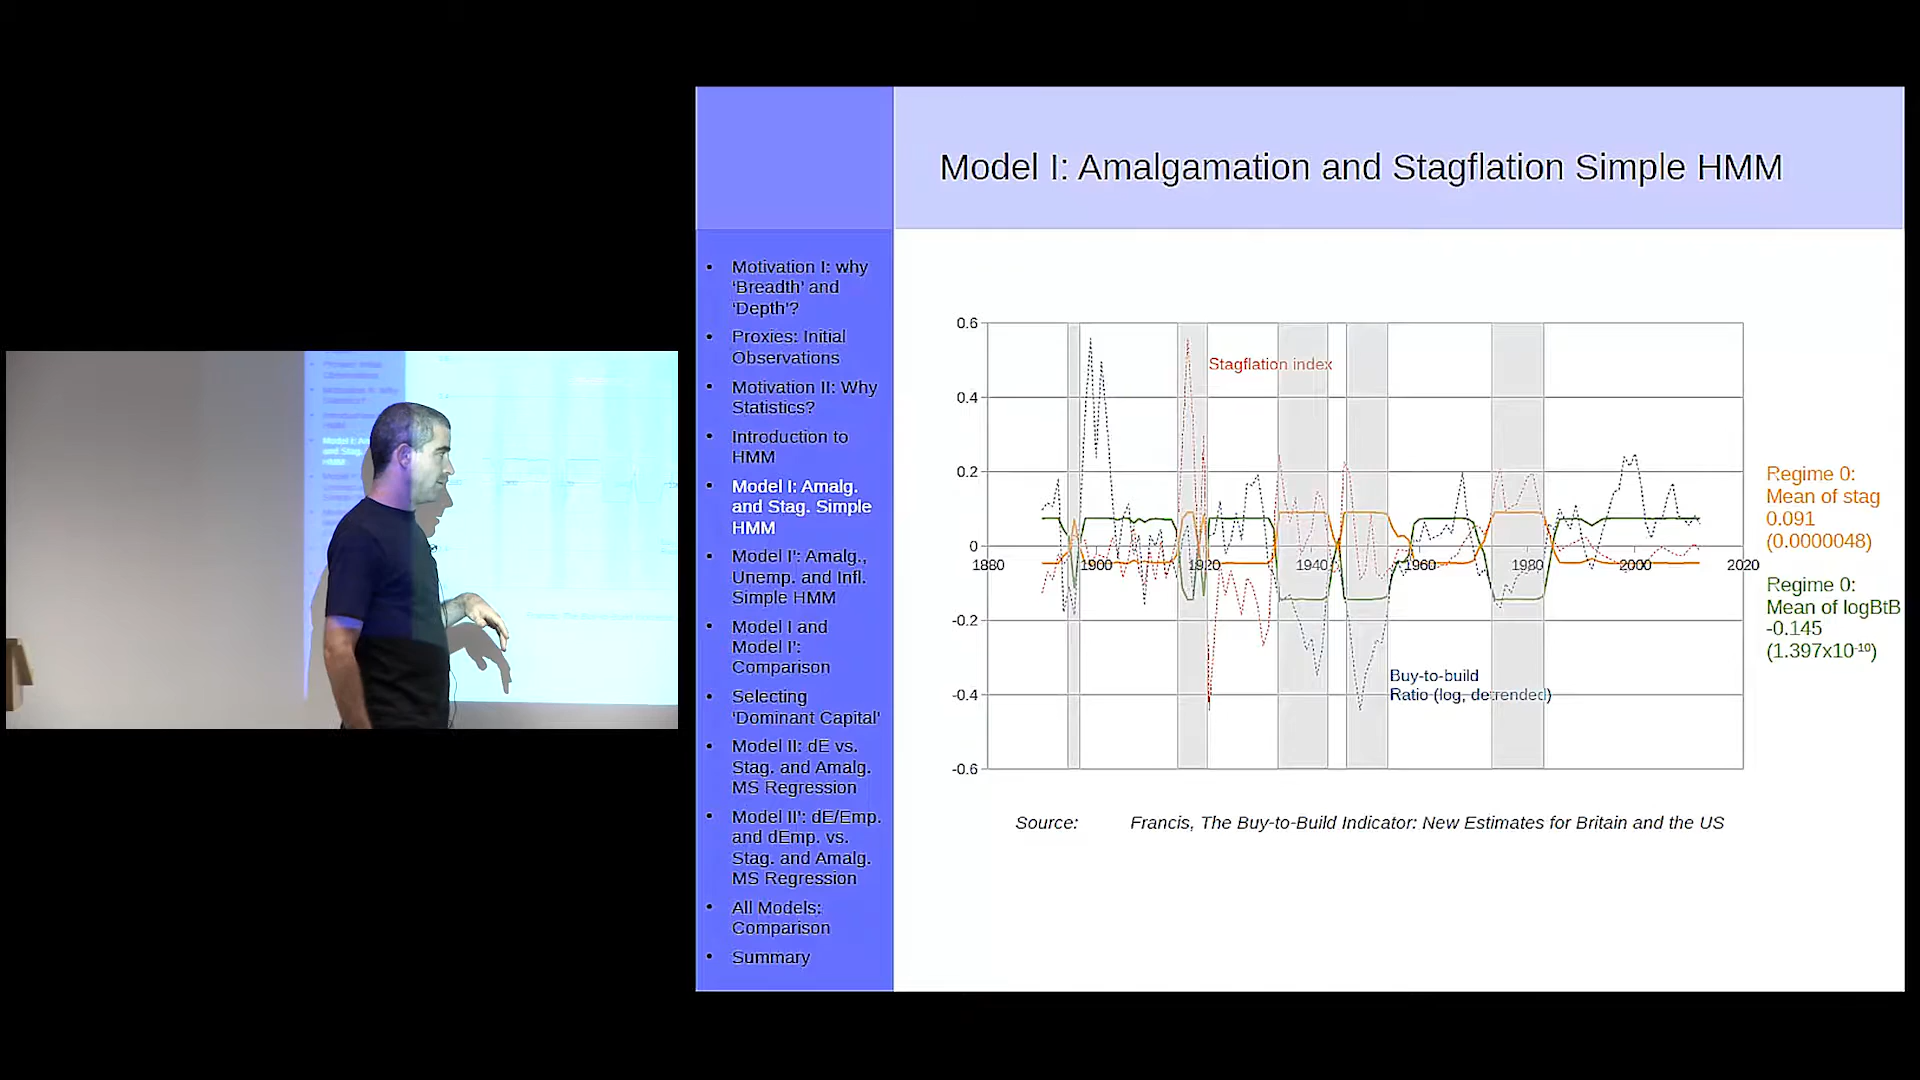 Model I: Amalgamation and Stagflation Simple HMM
• Motivation I: why
‘Breadth’ and
‘Depth’?
• Proxies: Initial
Observations
• Motivation II: Why
Statistics?
• Introduction to
HMM
• Model I: Amalg.
and Stag. Simple
HMM
• Model I’: Amalg.,
Unemp. and Infl.
Simple HMM
• Model I and
Model I’:
Comparison
• Selecting
‘Dominant Capital’
• Model II: dE vs.
Stag. and Amalg.
MS Regression
• Model II’: dE/Emp.
and dEmp. vs.
Stag. and Amalg.
MS Regression
• All Models:
Comparison
• Summary
0.6
0.4
0.2
0
-0.2
-0.4
-0.6
1880 1900 1920 1940 1960 1980 2000 2020
Stagflation index
Buy-to-build
Ratio (log, detrended)
Regime 0:
Mean of stag
0.091
(0.0000048)
Regime 0:
Mean of logBtB
-0.145
(1.397x10⁻¹⁰)
Source: Francis, The Buy-to-Build Indicator: New Estimates for Britain and the US